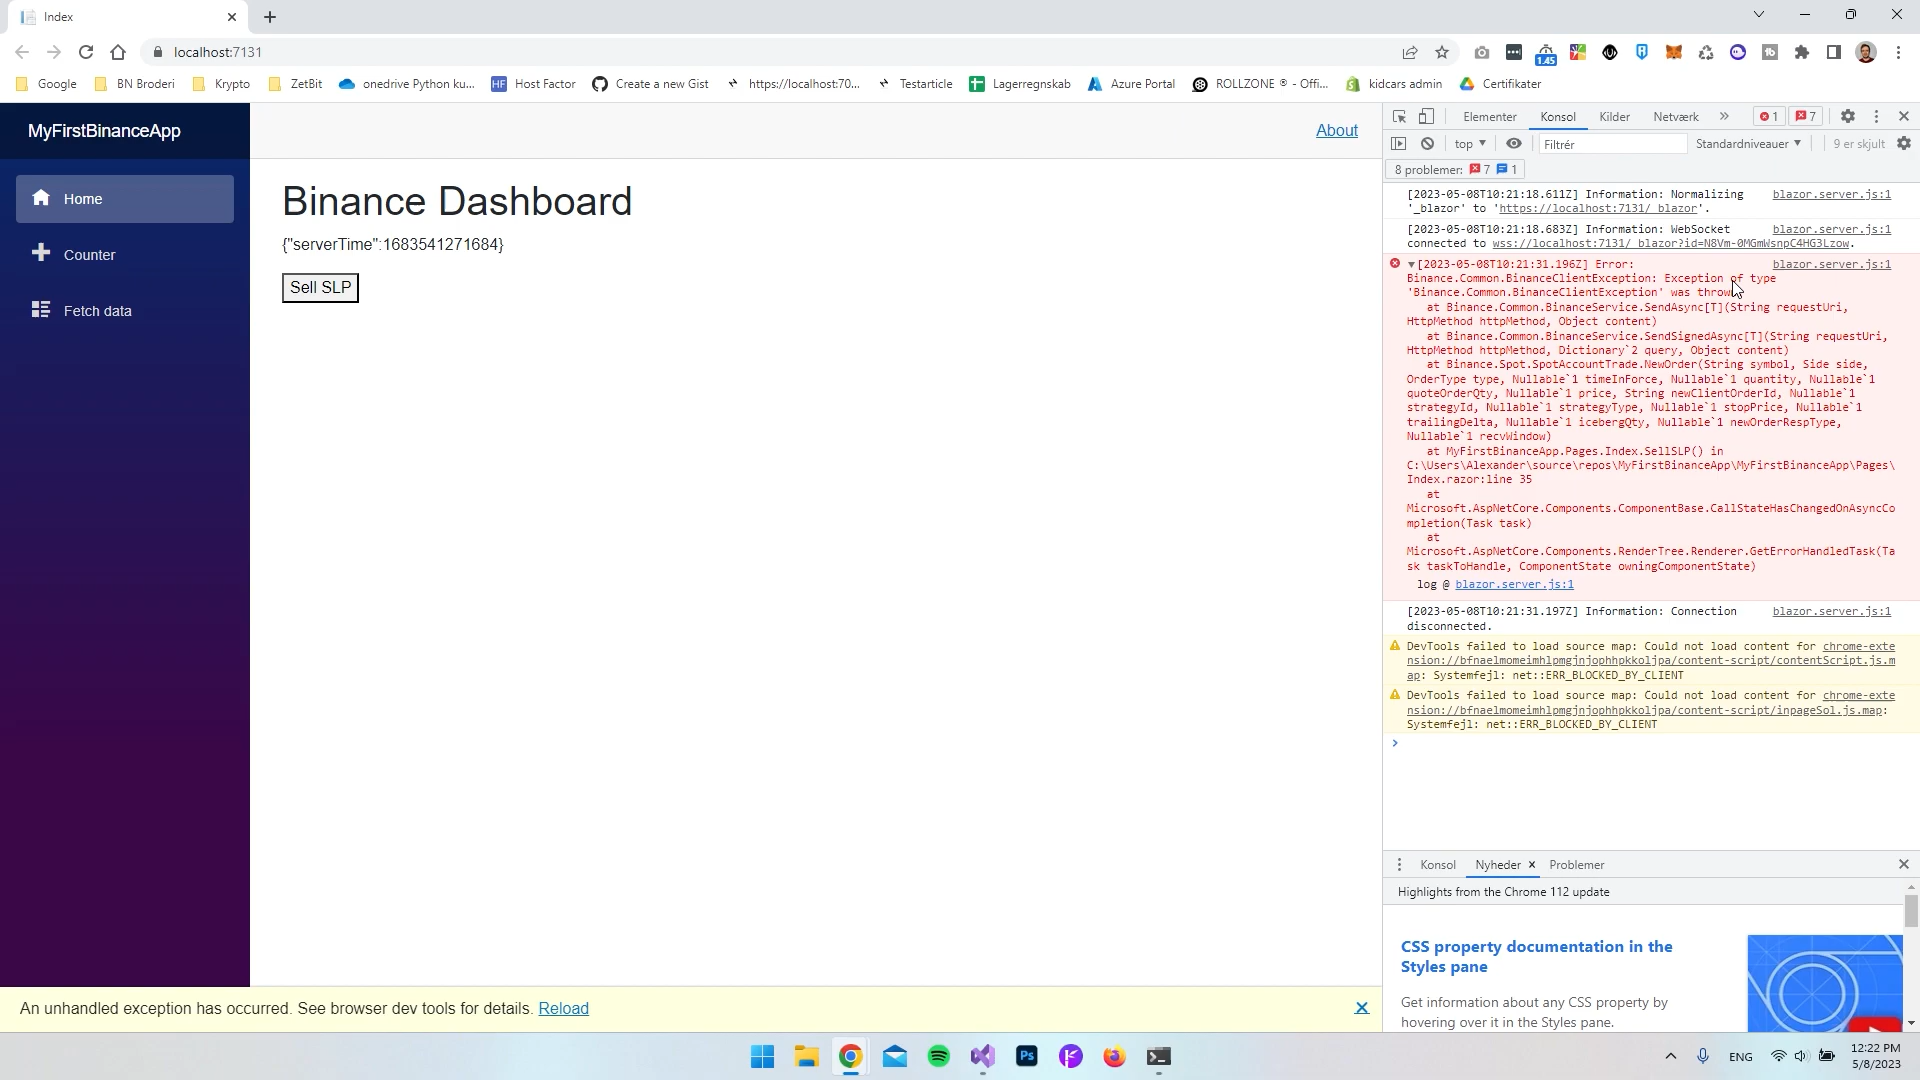 Index
localhost:7131
1.45
Google
BN Broderi
Krypto
ZetBit
onedrive Python ku...
HF Host Factor
Create a new Gist
https://localhost:70...
Testarticle
Lagerregnskab
Azure Portal
ROLLZONE ® - Offi...
kidcars admin
Certifikater
MyFirstBinanceApp
About
Home
Counter
Fetch data
Binance Dashboard
{"serverTime":1683541271684}
Sell SLP
Elementer Konsol Kilder Netværk » 1 7
top Filtrér Standardniveauer 9 er skjult
8 problemer: 7 1
[2023-05-08T10:21:18.611Z] Information: Normalizing blazor.server.js:1
'_blazor' to 'https://localhost:7131/_blazor'.
[2023-05-08T10:21:18.683Z] Information: WebSocket blazor.server.js:1
connected to wss://localhost:7131/_blazor?id=N8Vm-0MGmWsnpC4HG3Lzow.
[2023-05-08T10:21:31.196Z] Error: blazor.server.js:1
Binance.Common.BinanceClientException: Exception of type
'Binance.Common.BinanceClientException' was throw
at Binance.Common.BinanceService.SendAsync[T](String requestUri,
HttpMethod httpMethod, Object content)
at Binance.Common.BinanceService.SendSignedAsync[T](String requestUri,
HttpMethod httpMethod, Dictionary`2 query, Object content)
at Binance.Spot.SpotAccountTrade.NewOrder(String symbol, Side side,
OrderType type, Nullable`1 timeInForce, Nullable`1 quantity, Nullable`1
quoteOrderQty, Nullable`1 price, String newClientOrderId, Nullable`1
strategyId, Nullable`1 strategyType, Nullable`1 stopPrice, Nullable`1
trailingDelta, Nullable`1 icebergQty, Nullable`1 newOrderRespType,
Nullable`1 recvWindow)
at MyFirstBinanceApp.Pages.Index.SellSLP() in
C:\Users\Alexander\source\repos\MyFirstBinanceApp\MyFirstBinanceApp\Pages\
Index.razor:line 35
at
Microsoft.AspNetCore.Components.ComponentBase.CallStateHasChangedOnAsyncCo
mpletion(Task task)
at
Microsoft.AspNetCore.Components.RenderTree.Renderer.GetErrorHandledTask(Ta
sk taskToHandle, ComponentState owningComponentState)
log @ blazor.server.js:1
[2023-05-08T10:21:31.197Z] Information: Connection blazor.server.js:1
disconnected.
DevTools failed to load source map: Could not load content for chrome-exte
nsion://bfnaelmomeimhlpmgjnjophhpkkoljpa/content-script/contentScript.js.m
ap: Systemfejl: net::ERR_BLOCKED_BY_CLIENT
DevTools failed to load source map: Could not load content for chrome-exte
nsion://bfnaelmomeimhlpmgjnjophhpkkoljpa/content-script/inpageSol.js.map:
Systemfejl: net::ERR_BLOCKED_BY_CLIENT
Konsol Nyheder Problemer
Highlights from the Chrome 112 update
CSS property documentation in the
Styles pane
Get information about any CSS property by
hovering over it in the Styles pane.
An unhandled exception has occurred. See browser dev tools for details. Reload
Ps
ENG
12:22 PM
5/8/2023